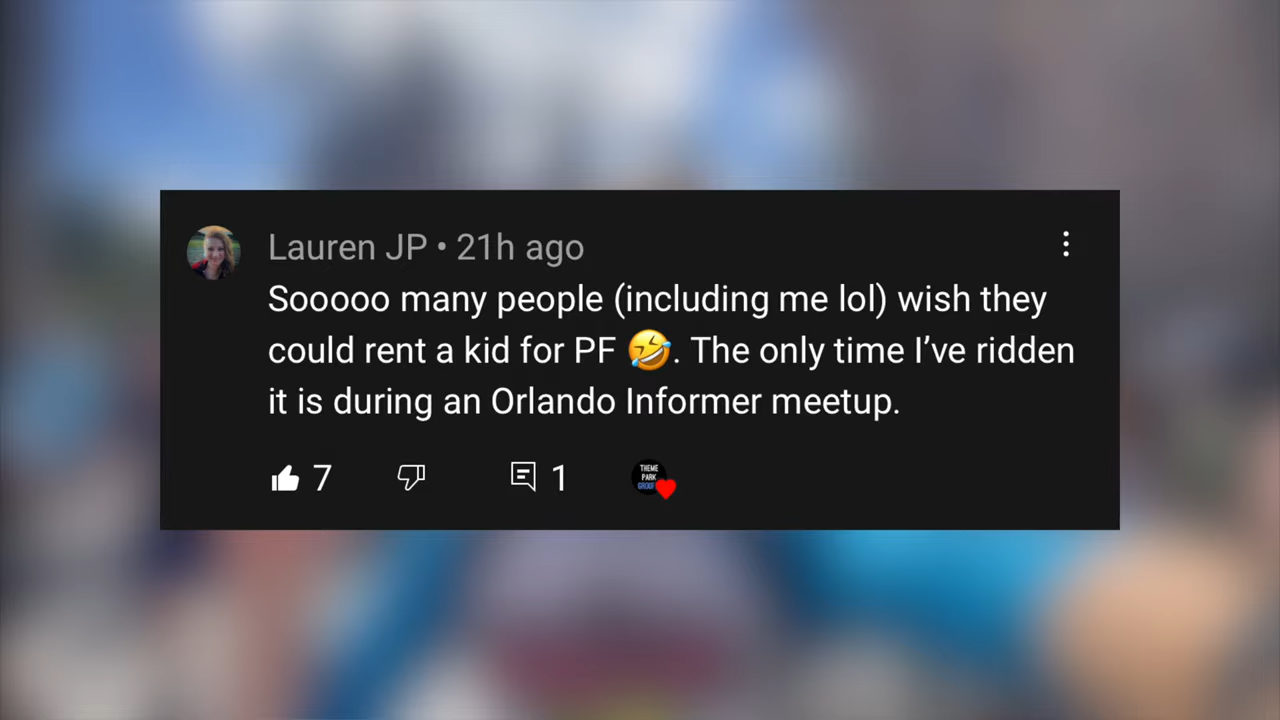 Lauren JP • 21h ago
Sooooo many people (including me lol) wish they
could rent a kid for PF 🤣. The only time I’ve ridden
it is during an Orlando Informer meetup.
7 1
THEME
PARK
GROUP